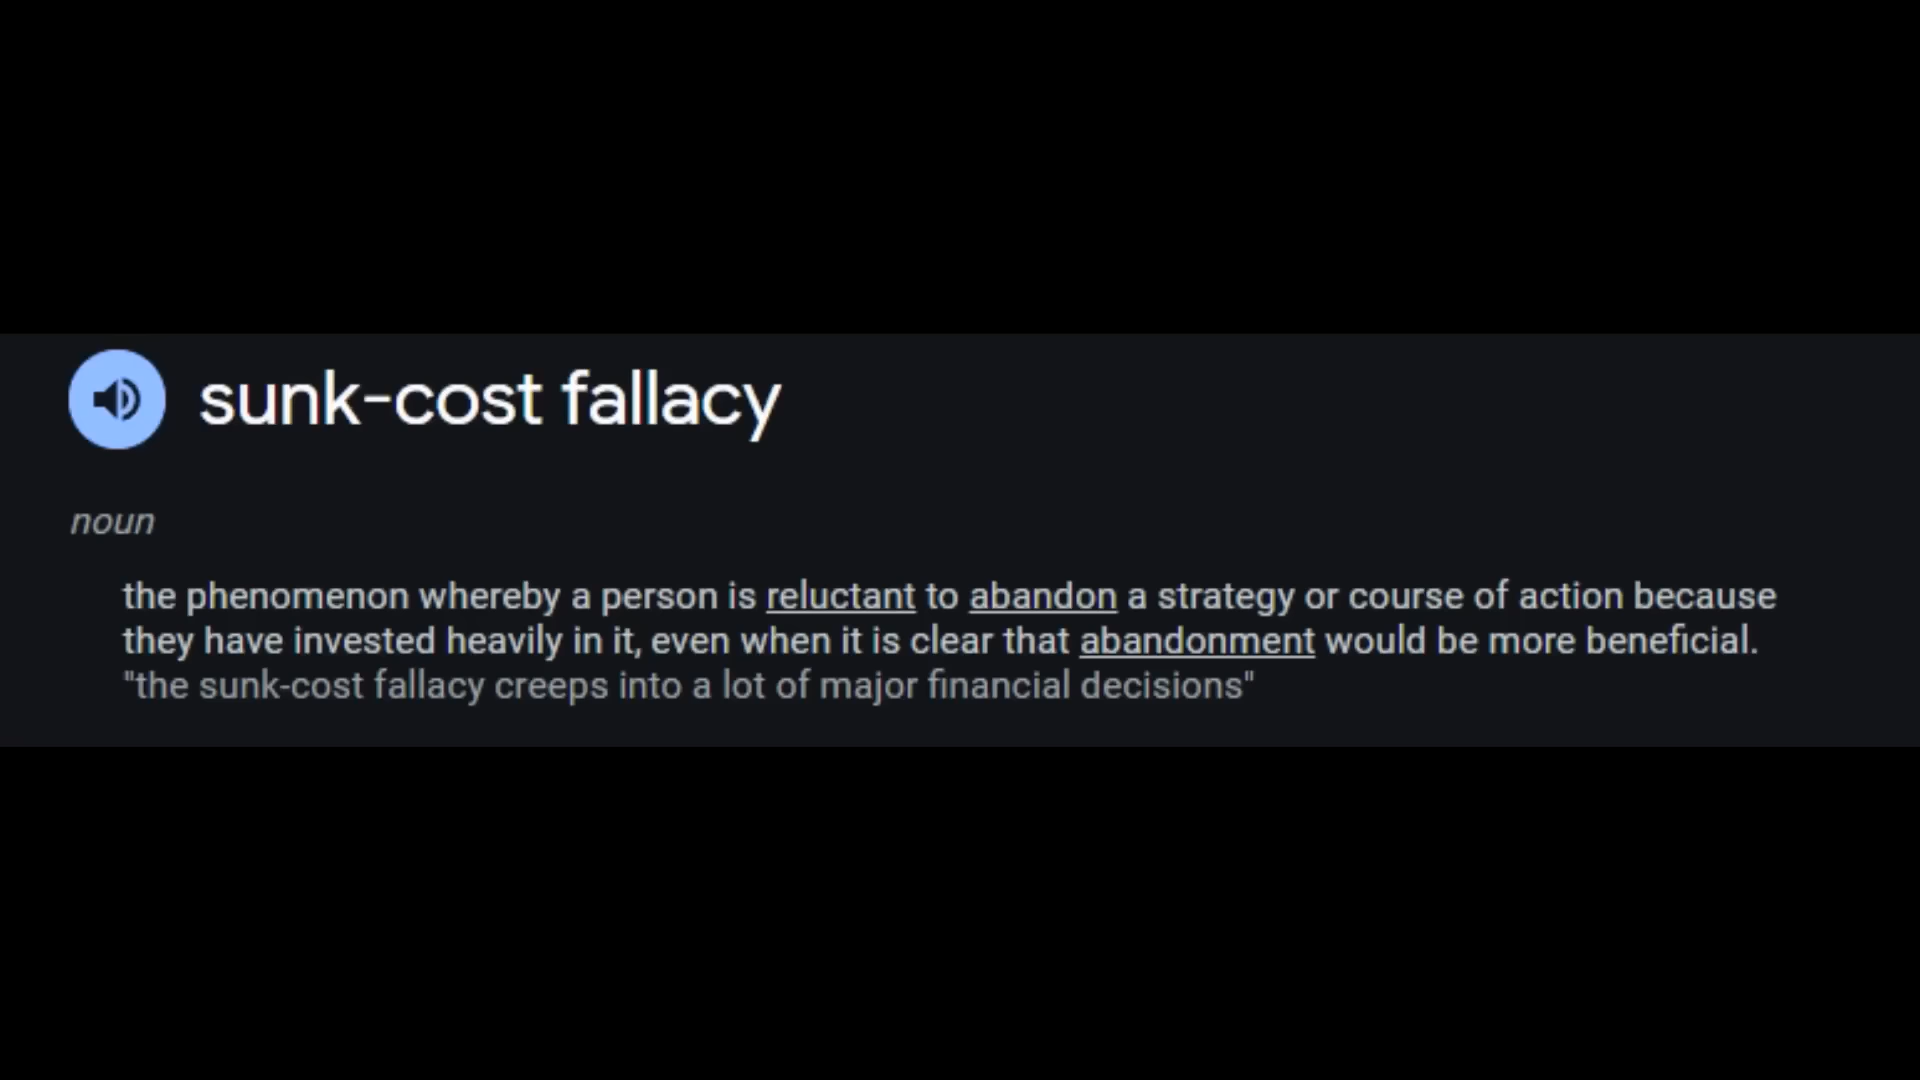 sunk-cost fallacy
noun
the phenomenon whereby a person is reluctant to abandon a strategy or course of action because
they have invested heavily in it, even when it is clear that abandonment would be more beneficial.
"the sunk-cost fallacy creeps into a lot of major financial decisions"